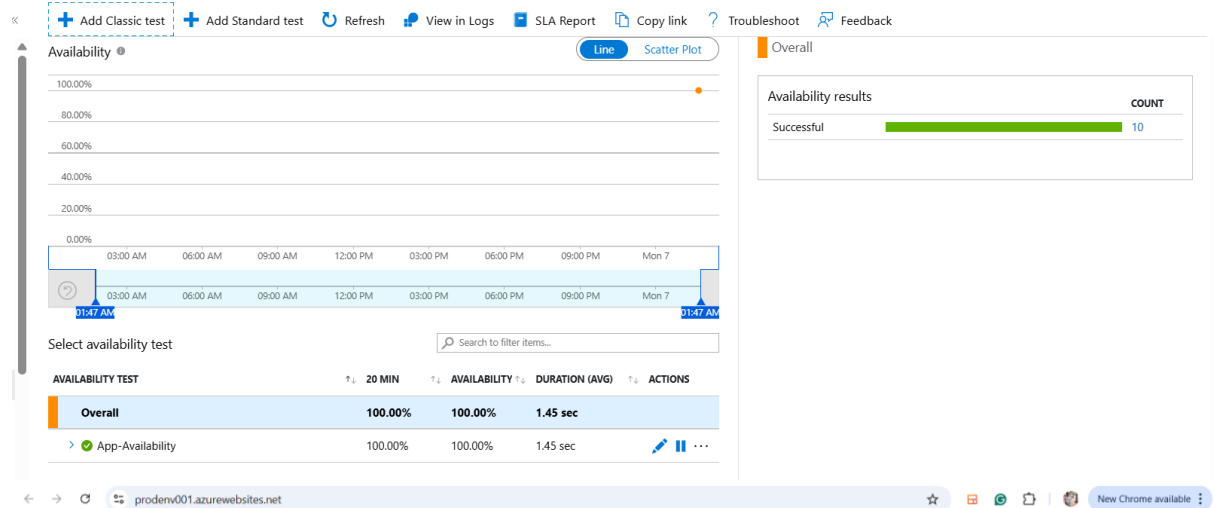 « Add Classic test Add Standard test Refresh View in Logs SLA Report Copy link Troubleshoot Feedback
Availability
Line Scatter Plot
100.00%
80.00%
60.00%
40.00%
20.00%
0.00%
03:00 AM 06:00 AM 09:00 AM 12:00 PM 03:00 PM 06:00 PM 09:00 PM Mon 7
03:00 AM 06:00 AM 09:00 AM 12:00 PM 03:00 PM 06:00 PM 09:00 PM Mon 7
01:47 AM 01:47 AM
Select availability test
Search to filter items...
AVAILABILITY TEST 20 MIN AVAILABILITY DURATION (AVG) ACTIONS
Overall 100.00% 100.00% 1.45 sec
App-Availability 100.00% 100.00% 1.45 sec
Overall
Availability results COUNT
Successful 10
prodenv001.azurewebsites.net New Chrome available